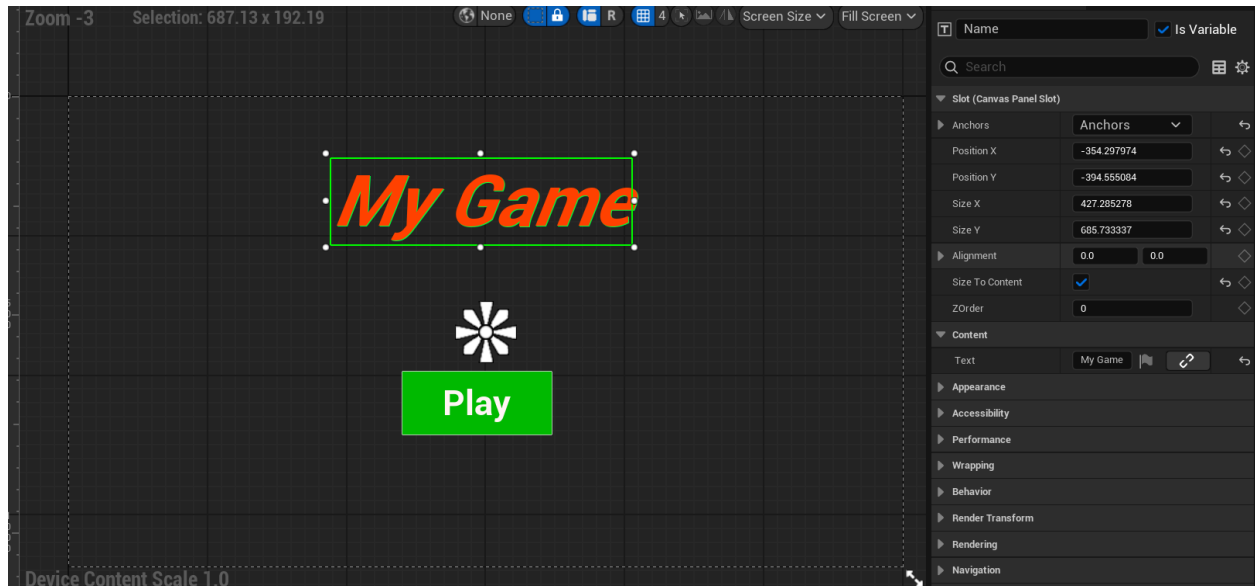 Zoom -3 Selection: 687.13 x 192.19 None R 4 Screen Size Fill Screen
My Game
Play
Device Content Scale 1.0
Name Is Variable
Search
Slot (Canvas Panel Slot)
Anchors Anchors
Position X -354.297974
Position Y -394.555084
Size X 427.285278
Size Y 685.733337
Alignment 0.0 0.0
Size To Content
ZOrder 0
Content
Text My Game
Appearance
Accessibility
Performance
Wrapping
Behavior
Render Transform
Rendering
Navigation